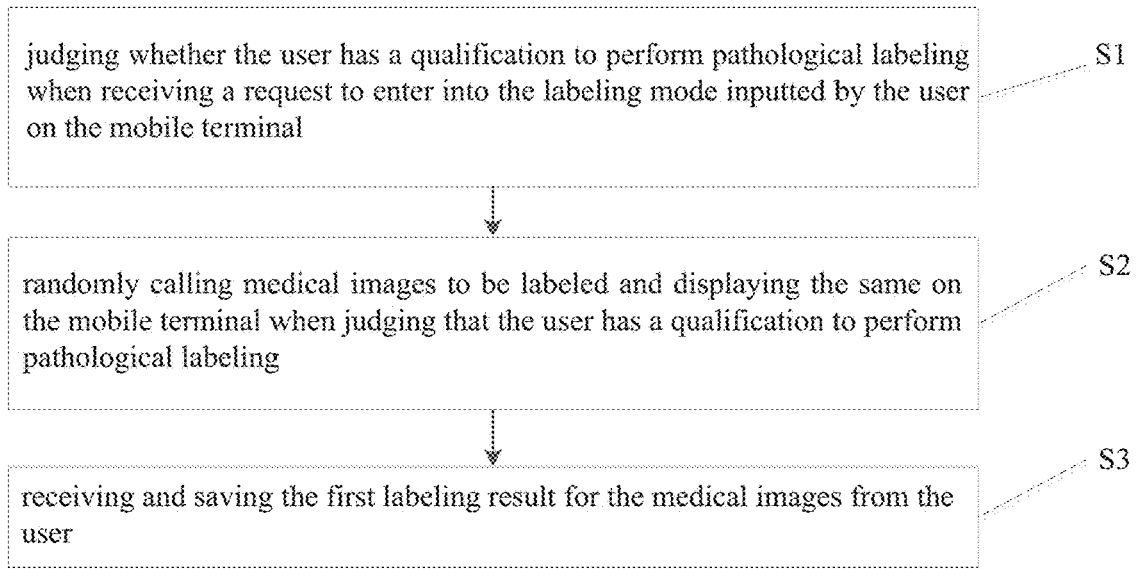 judging whether the user has a qualification to perform pathological labeling
when receiving a request to enter into the labeling mode inputted by the user
on the mobile terminal
S1
randomly calling medical images to be labeled and displaying the same on
the mobile terminal when judging that the user has a qualification to perform
pathological labeling
S2
receiving and saving the first labeling result for the medical images from the
user
S3